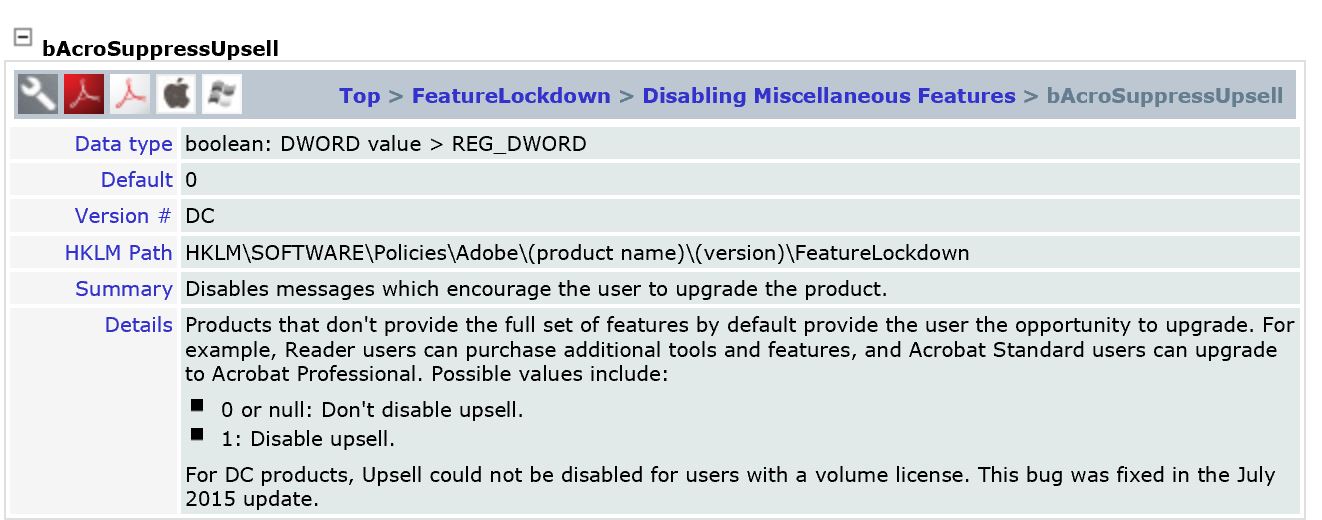 bAcroSuppressUpsell
Top > FeatureLockdown > Disabling Miscellaneous Features > bAcroSuppressUpsell
Data type boolean: DWORD value > REG_DWORD
Default 0
Version # DC
HKLM Path HKLM\SOFTWARE\Policies\Adobe\(product name)\(version)\FeatureLockdown
Summary Disables messages which encourage the user to upgrade the product.
Details Products that don't provide the full set of features by default provide the user the opportunity to upgrade. For
example, Reader users can purchase additional tools and features, and Acrobat Standard users can upgrade
to Acrobat Professional. Possible values include:
0 or null: Don't disable upsell.
1: Disable upsell.
For DC products, Upsell could not be disabled for users with a volume license. This bug was fixed in the July
2015 update.